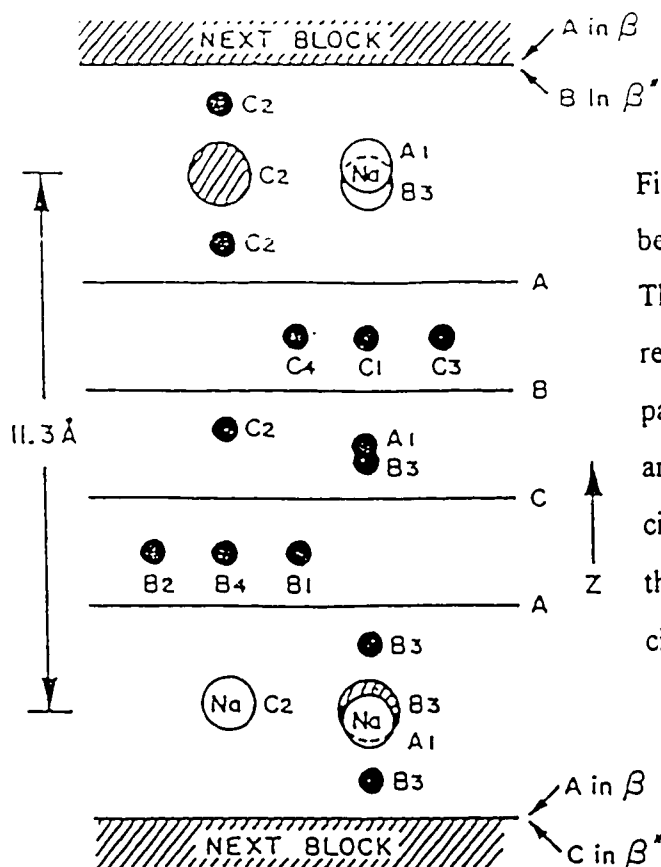 NEXT BLOCK
A in β
B In β"
C2
C2
A1
Na
B3
C2
A
C4 C1 C3
B
C2
A1
B3
11.3 Å
C
B2 B4 B1
Z
A
B3
Na C2
B3
Na
A1
B3
A in β
C in β"
NEXT BLOCK
Fi
be
Th
re
pa
ar
ci
th
ci